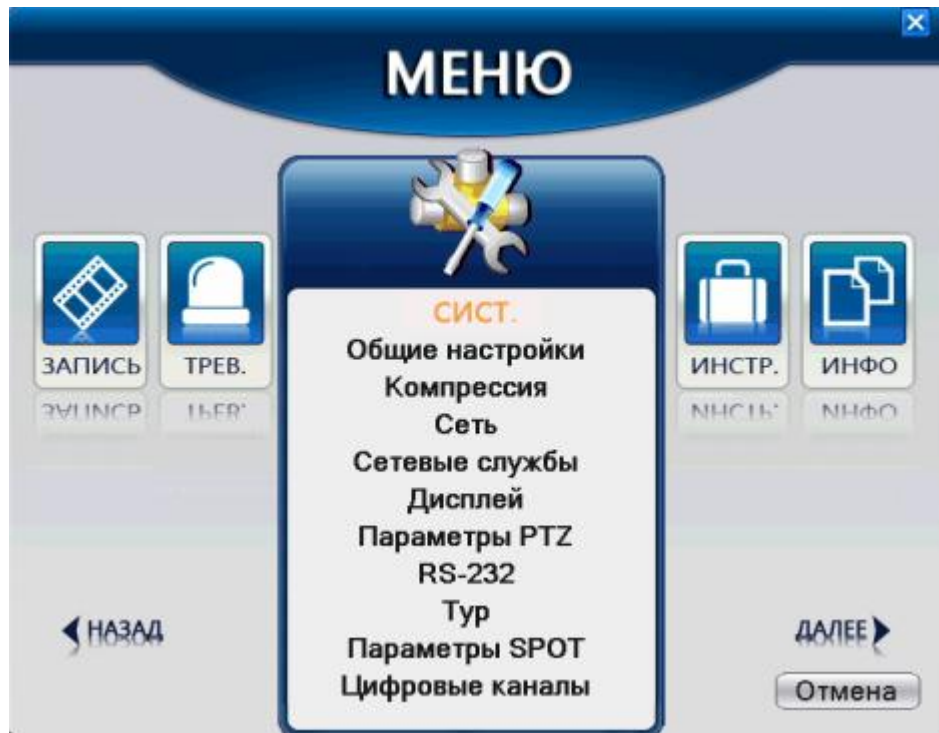 МЕНЮ
СИСТ.
Общие настройки
Компрессия
Сеть
Сетевые службы
Дисплей
Параметры PTZ
RS-232
Тур
Параметры SPOT
Цифровые каналы
ЗАПИСЬ
ТРЕВ.
ИНСТР.
ИНФО
НАЗАД
ДАЛЕЕ
Отмена